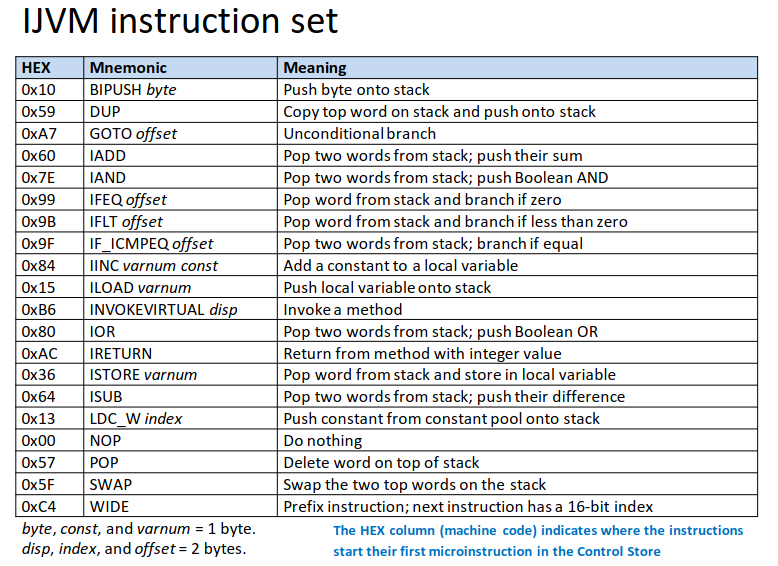 IJVM instruction set
HEX Mnemonic Meaning
0x10 BIPUSH byte Push byte onto stack
0x59 DUP Copy top word on stack and push onto stack
0xA7 GOTO offset Unconditional branch
0x60 IADD Pop two words from stack; push their sum
0x7E IAND Pop two words from stack; push Boolean AND
0x99 IFEQ offset Pop word from stack and branch if zero
0x9B IFLT offset Pop word from stack and branch if less than zero
0x9F IF_ICMPEQ offset Pop two words from stack; branch if equal
0x84 IINC varnum const Add a constant to a local variable
0x15 ILOAD varnum Push local variable onto stack
0xB6 INVOKEVIRTUAL disp Invoke a method
0x80 IOR Pop two words from stack; push Boolean OR
0xAC IRETURN Return from method with integer value
0x36 ISTORE varnum Pop word from stack and store in local variable
0x64 ISUB Pop two words from stack; push their difference
0x13 LDC_W index Push constant from constant pool onto stack
0x00 NOP Do nothing
0x57 POP Delete word on top of stack
0x5F SWAP Swap the two top words on the stack
0xC4 WIDE Prefix instruction; next instruction has a 16-bit index
byte, const, and varnum = 1 byte.
disp, index, and offset = 2 bytes.
The HEX column (machine code) indicates where the instructions
start their first microinstruction in the Control Store